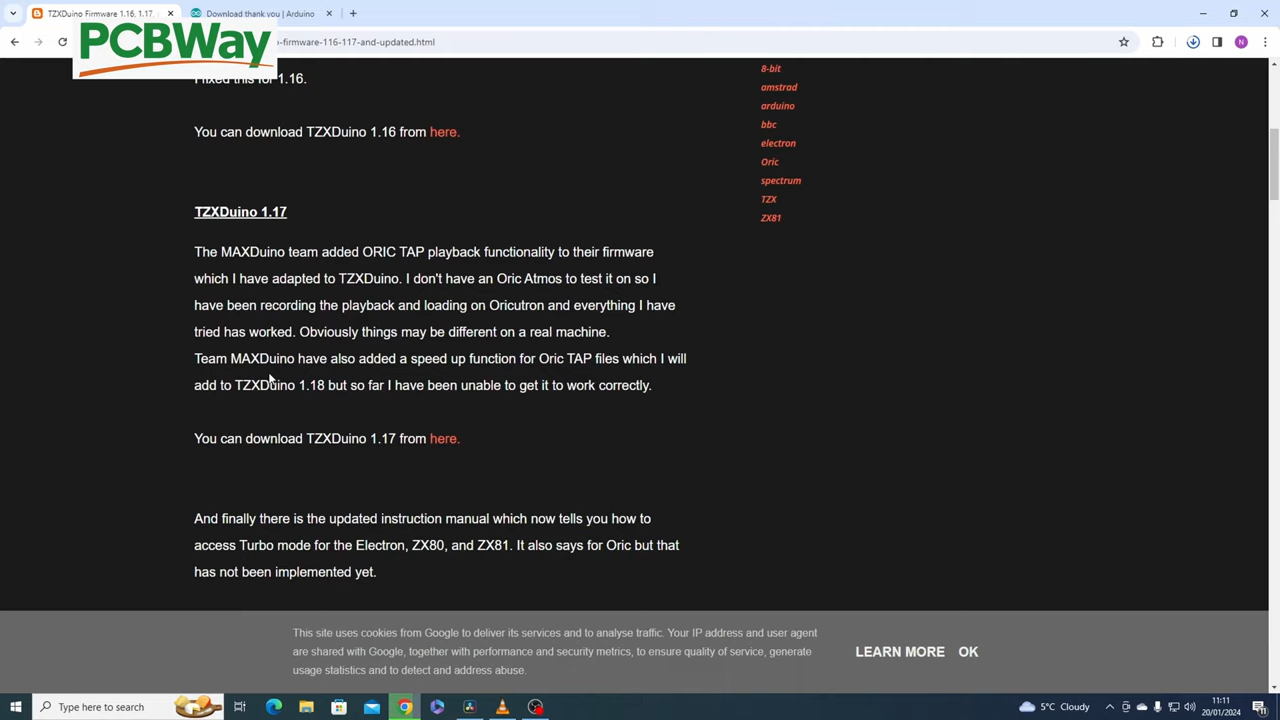 TZXDuino Firmware 1.16, 1.17,
Download thank you | Arduino
PCBWay
-firmware-116-117-and-updated.html
N
I fixed this for 1.16.
You can download TZXDuino 1.16 from here.
TZXDuino 1.17
The MAXDuino team added ORIC TAP playback functionality to their firmware
which I have adapted to TZXDuino. I don't have an Oric Atmos to test it on so I
have been recording the playback and loading on Oricutron and everything I have
tried has worked. Obviously things may be different on a real machine.
Team MAXDuino have also added a speed up function for Oric TAP files which I will
add to TZXDuino 1.18 but so far I have been unable to get it to work correctly.
You can download TZXDuino 1.17 from here.
And finally there is the updated instruction manual which now tells you how to
access Turbo mode for the Electron, ZX80, and ZX81. It also says for Oric but that
has not been implemented yet.
8-bit
amstrad
arduino
bbc
electron
Oric
spectrum
TZX
ZX81
This site uses cookies from Google to deliver its services and to analyse traffic. Your IP address and user agent
are shared with Google, together with performance and security metrics, to ensure quality of service, generate
usage statistics and to detect and address abuse.
LEARN MORE OK
Type here to search
5°C Cloudy
11:11
20/01/2024